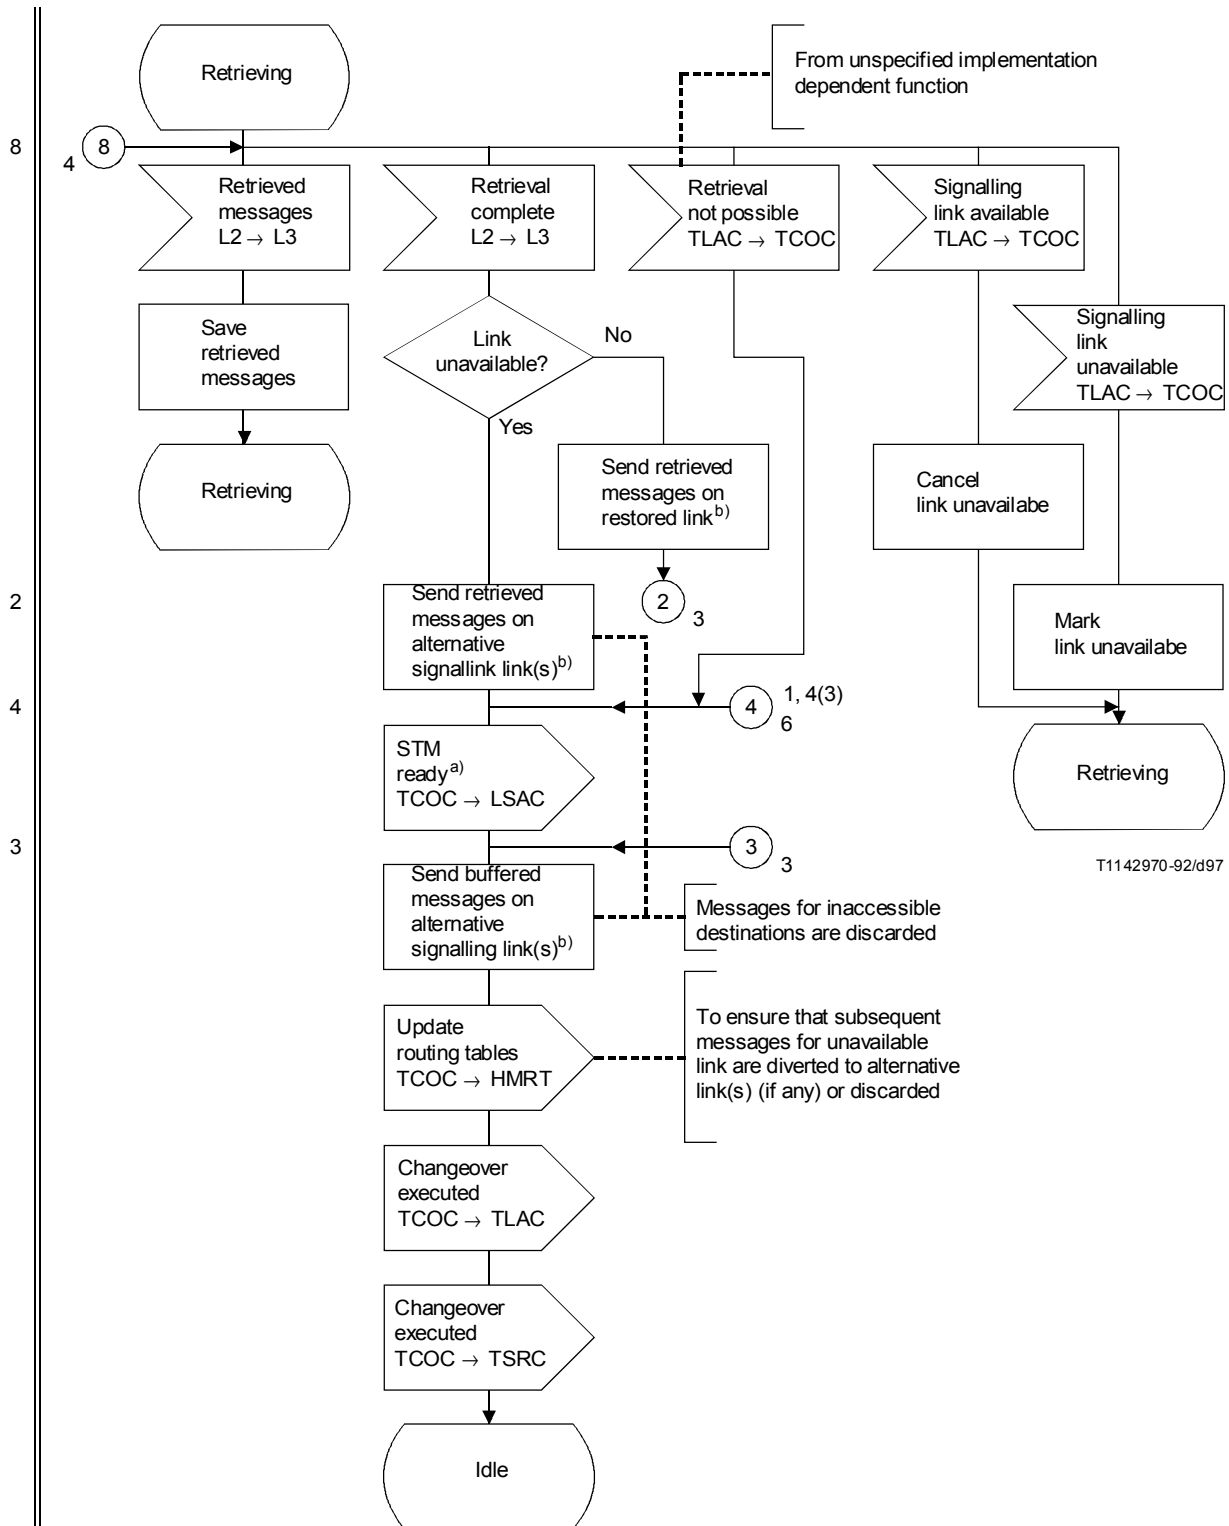 Retrieving
From unspecified implementation
dependent function
8
4
8
Retrieved
messages
L2 → L3
Retrieval
complete
L2 → L3
Retrieval
not possible
TLAC → TCOC
Signalling
link available
TLAC → TCOC
Save
retrieved
messages
Link
unavailable?
No
Yes
Signalling
link
unavailable
TLAC → TCOC
Retrieving
Send retrieved
messages on
restored link b)
Cancel
link unavailabe
2
Send retrieved
messages on
alternative
signallink link(s) b)
2
3
Mark
link unavailabe
4
4
1, 4(3)
6
STM
ready a)
TCOC → LSAC
Retrieving
3
3
3
T1142970-92/d97
Send buffered
messages on
alternative
signalling link(s) b)
Messages for inaccessible
destinations are discarded
Update
routing tables
TCOC → HMRT
To ensure that subsequent
messages for unavailable
link are diverted to alternative
link(s) (if any) or discarded
Changeover
executed
TCOC → TLAC
Changeover
executed
TCOC → TSRC
Idle